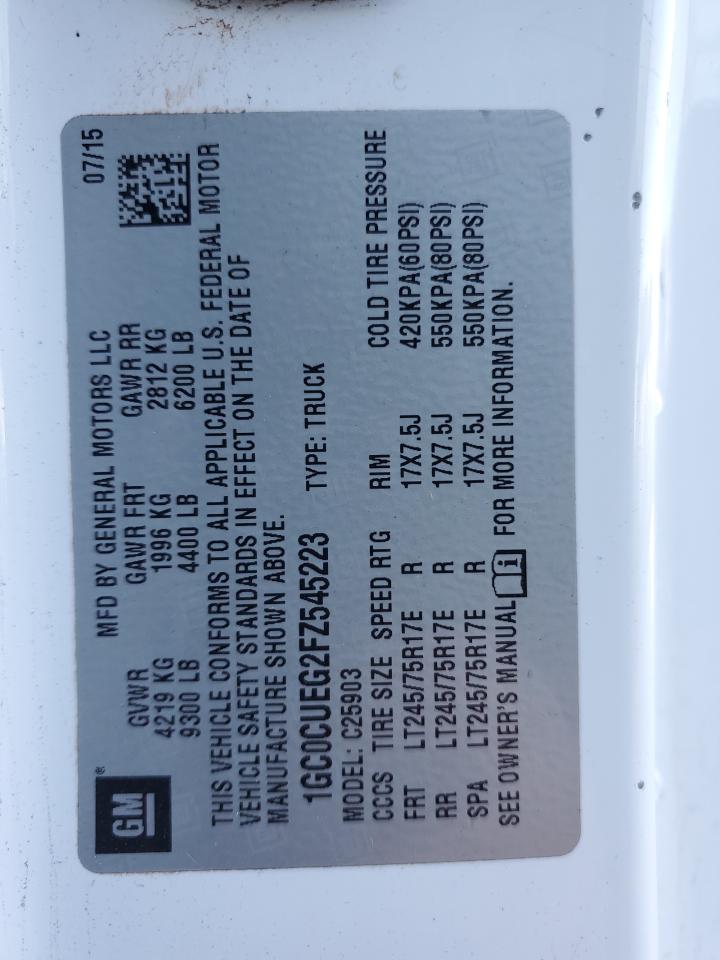 GM®
MFD BY GENERAL MOTORS LLC 07/15
GVWR GAWR FRT GAWR RR
4219 KG 1996 KG 2812 KG
9300 LB 4400 LB 6200 LB
THIS VEHICLE CONFORMS TO ALL APPLICABLE U.S. FEDERAL MOTOR
VEHICLE SAFETY STANDARDS IN EFFECT ON THE DATE OF
MANUFACTURE SHOWN ABOVE.
1GC0CUEG2FZ545223 TYPE: TRUCK
MODEL: C25903
CCCS TIRE SIZE SPEED RTG RIM COLD TIRE PRESSURE
FRT LT245/75R17E R 17X7.5J 420KPA(60PSI)
RR LT245/75R17E R 17X7.5J 550KPA(80PSI)
SPA LT245/75R17E R 17X7.5J 550KPA(80PSI)
SEE OWNER'S MANUAL FOR MORE INFORMATION.